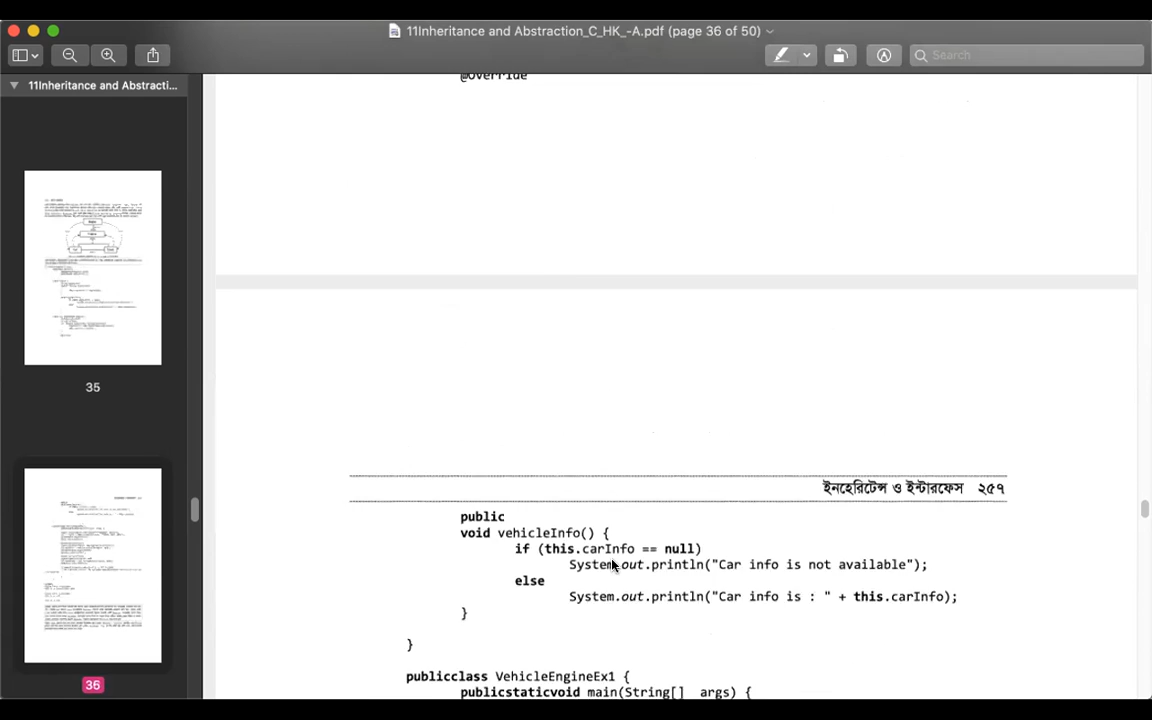 11Inheritance and Abstraction_C_HK_-A.pdf (page 36 of 50)
Search
11Inheritance and Abstracti...
@Override
35
36
ইনহেরিটেন্স ও ইন্টারফেস ২৫৭
public
void vehicleInfo() {
if (this.carInfo == null)
System.out.println("Car info is not available");
else
System.out.println("Car info is : " + this.carInfo);
}
}
publicclass VehicleEngineEx1 {
publicstaticvoid main(String[] args) {